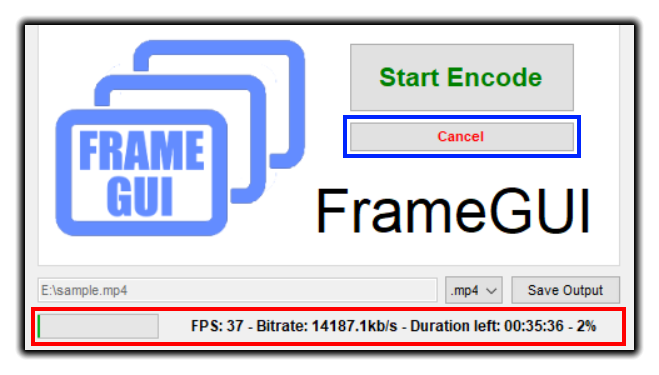 Start Encode
FRAME
GUI
Cancel
FrameGUI
E:\sample.mp4
.mp4
Save Output
FPS: 37 - Bitrate: 14187.1kb/s - Duration left: 00:35:36 - 2%